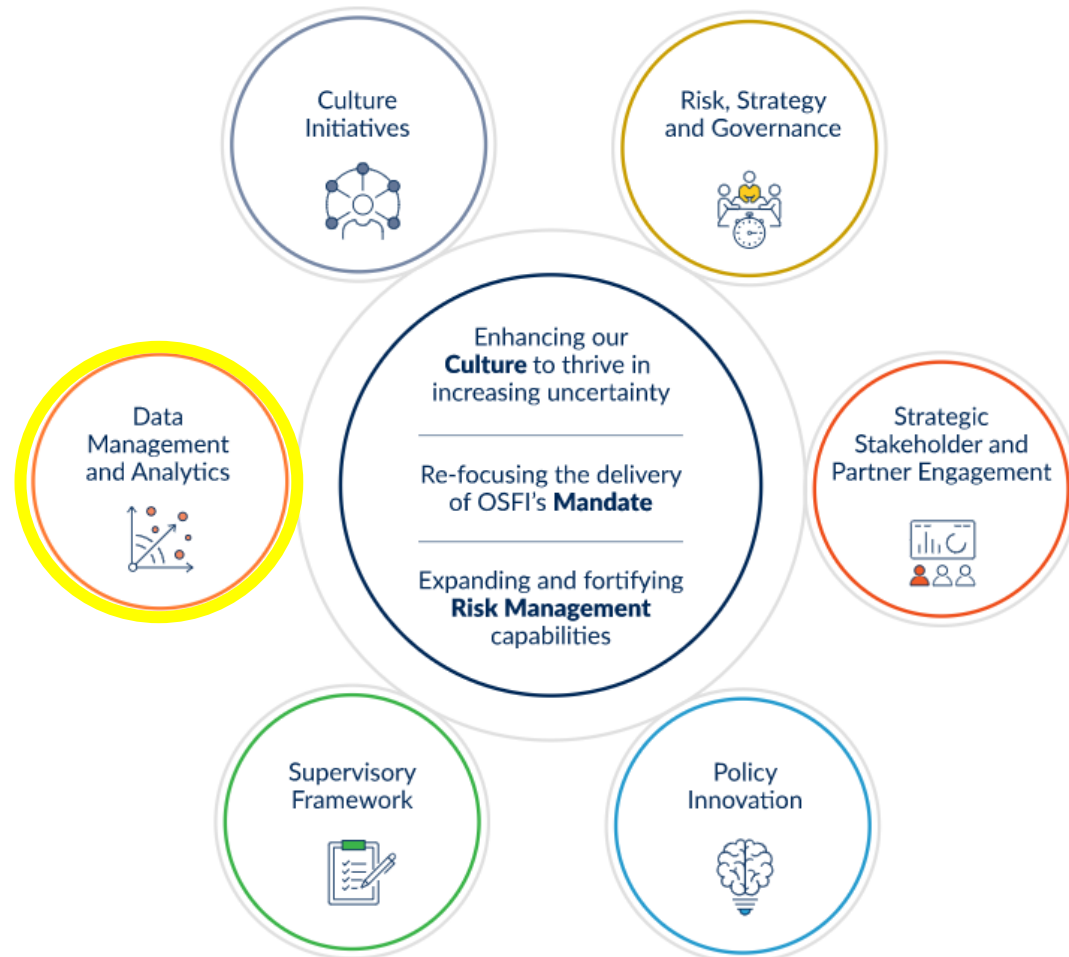 Culture
Initiatives
Risk, Strategy
and Governance
Enhancing our
Culture to thrive in
increasing uncertainty
Re-focusing the delivery
of OSFI's Mandate
Expanding and fortifying
Risk Management
capabilities
Data
Management
and Analytics
Strategic
Stakeholder and
Partner Engagement
Supervisory
Framework
Policy
Innovation